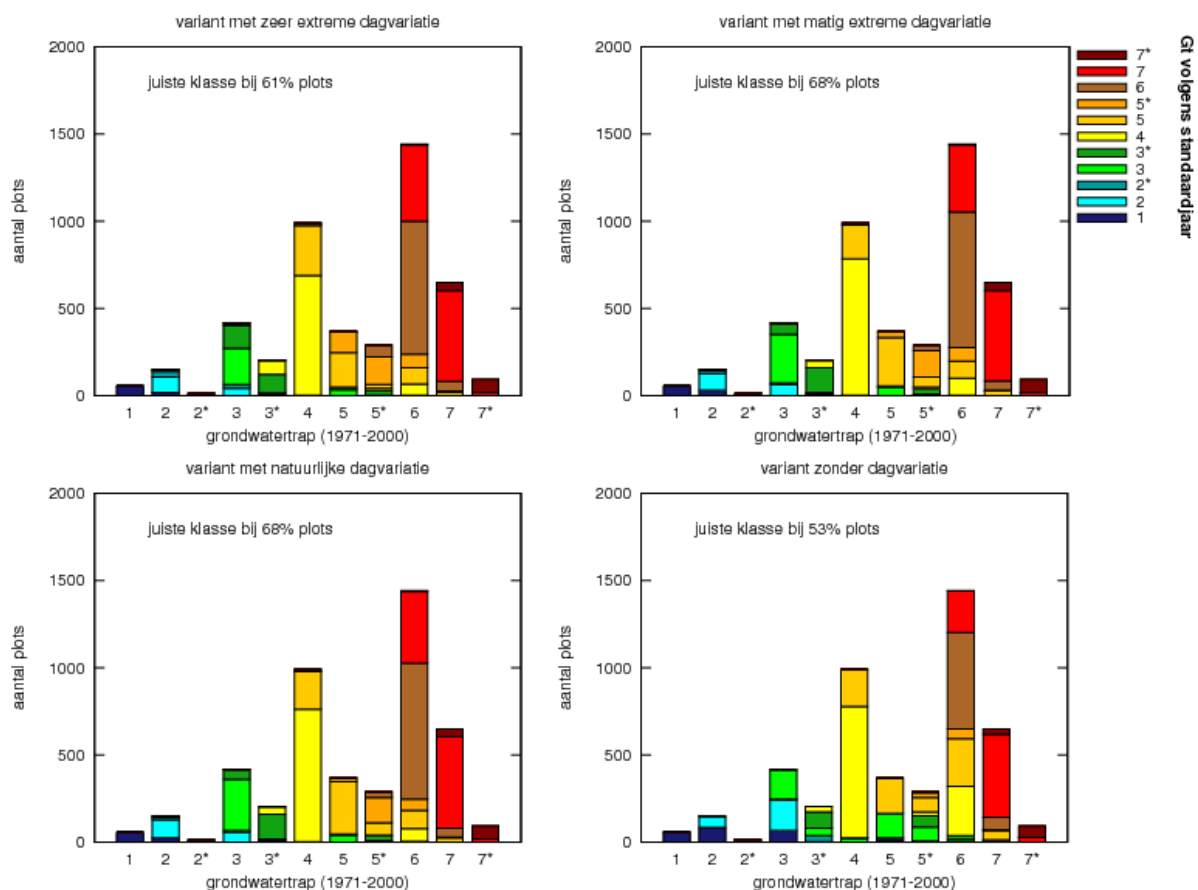 variant met zeer extreme dagvariatie
2000
1500
1000
500
0
aantal plots
juiste klasse bij 61% plots
1 2 2* 3 3* 4 5 5* 6 7 7*
grondwatertrap (1971-2000)
variant met matig extreme dagvariatie
2000
1500
1000
500
0
aantal plots
juiste klasse bij 68% plots
1 2 2* 3 3* 4 5 5* 6 7 7*
grondwatertrap (1971-2000)
Gt volgens standaardjaar
7*
7
6
5*
5
4
3*
3
2*
2
1
variant met natuurlijke dagvariatie
2000
1500
1000
500
0
aantal plots
juiste klasse bij 68% plots
1 2 2* 3 3* 4 5 5* 6 7 7*
grondwatertrap (1971-2000)
variant zonder dagvariatie
2000
1500
1000
500
0
aantal plots
juiste klasse bij 53% plots
1 2 2* 3 3* 4 5 5* 6 7 7*
grondwatertrap (1971-2000)